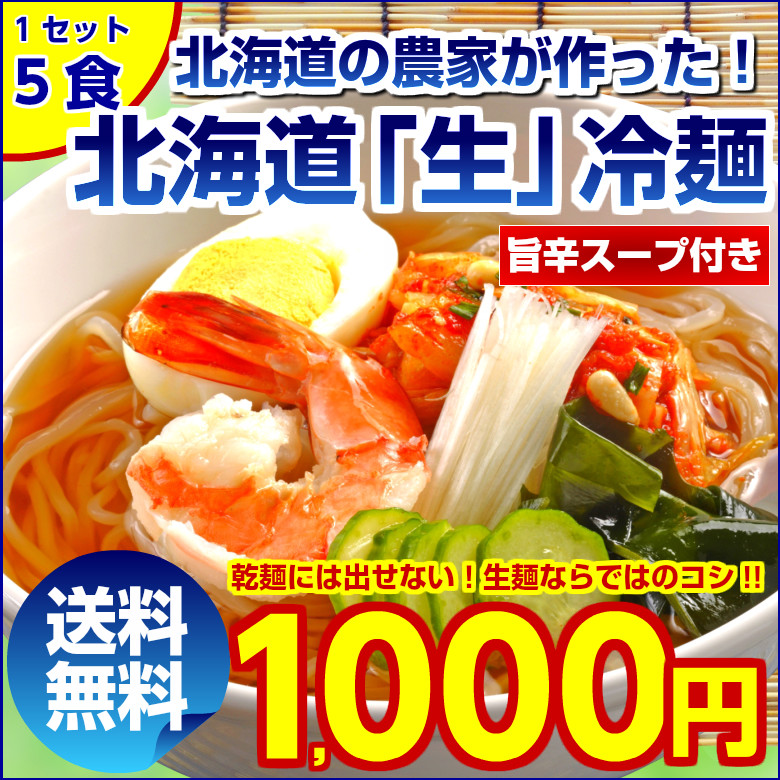 1セット
5食
北海道の農家が作った！
北海道「生」冷麺
旨辛スープ付き
乾麺には出せない！生麺ならではのコシ!!
送料
無料
1,000円